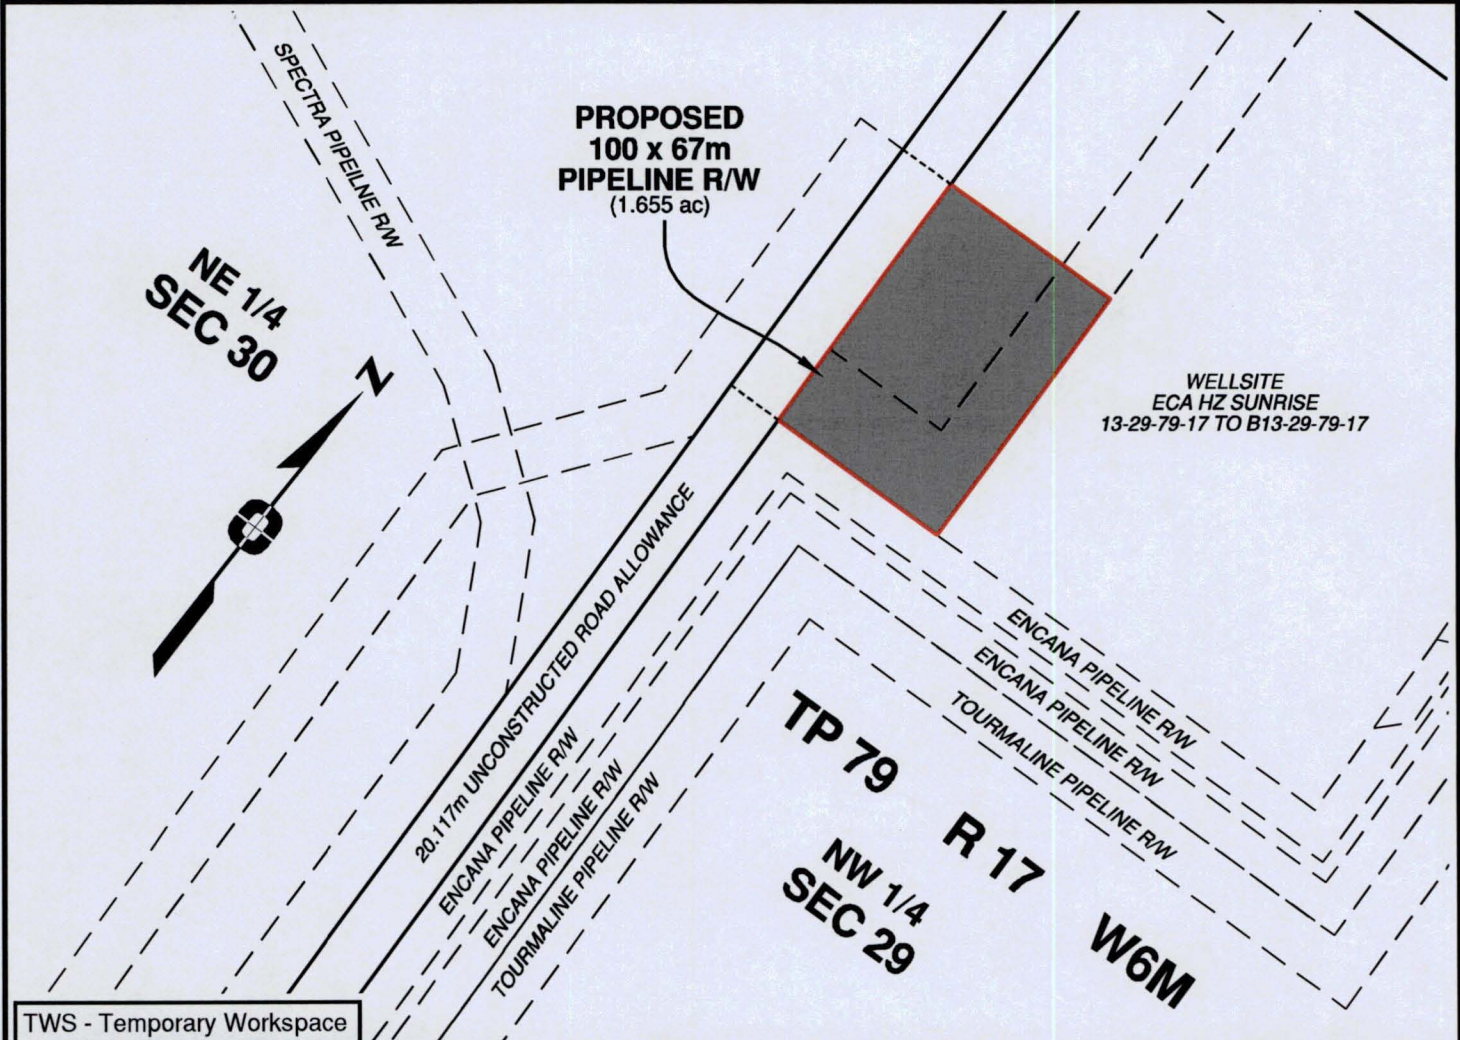 SPECTRA PIPEILNE R/W
PROPOSED
100 x 67m
PIPELINE R/W
(1.655 ac)
NE 1/4
SEC 30
N
WELLSITE
ECA HZ SUNRISE
13-29-79-17 TO B13-29-79-17
20.117m UNCONSTRUCTED ROAD ALLOWANCE
ENCANA PIPELINE R/W
ENCANA PIPELINE R/W
TOURMALINE PIPELINE R/W
ENCANA PIPELINE R/W
ENCANA PIPELINE R/W
TOURMALINE PIPELINE R/W
TP 79
R 17
W6M
NW 1/4
SEC 29
TWS - Temporary Workspace